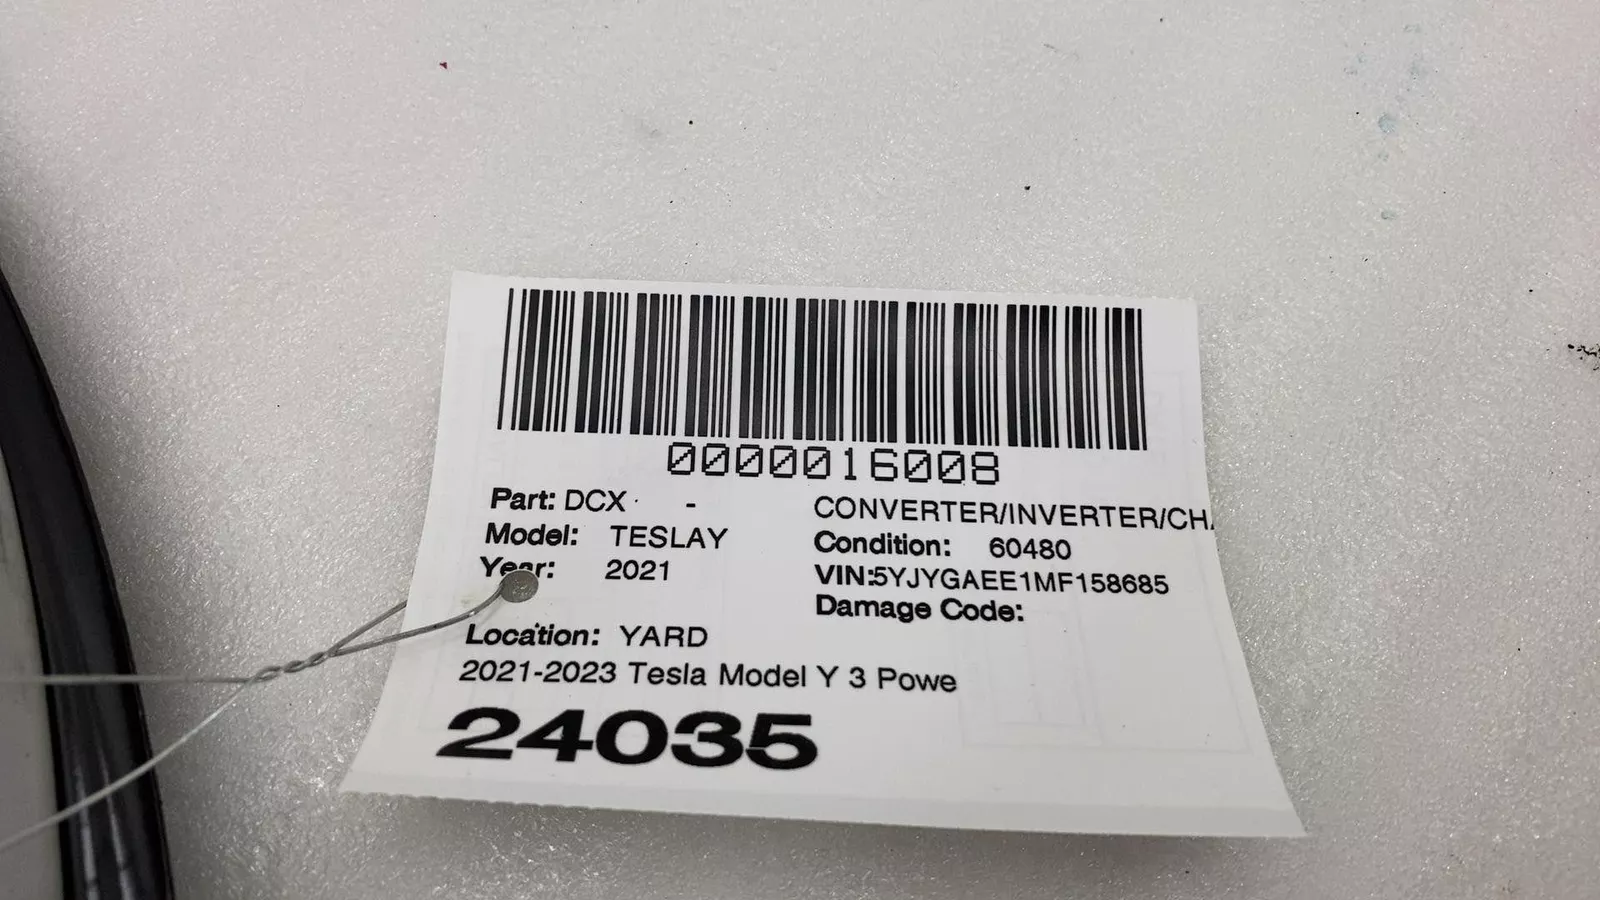 0000016008
Part: DCX -
CONVERTER/INVERTER/CH
Model: TESLAY
Condition: 60480
Year: 2021
VIN:5YJYGAEE1MF158685
Damage Code:
Location: YARD
2021-2023 Tesla Model Y 3 Powe
24035